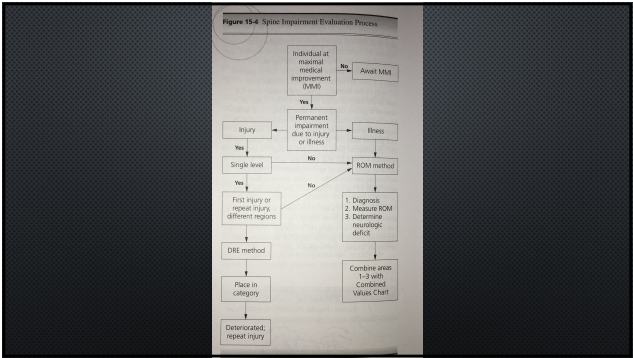 Figure 15-4 Spine Impairment Evaluation Process
Individual at
maximal
medical
improvement
(MMI)
No
Await MMI
Yes
Permanent
impairment
due to injury
or illness
Injury
Illness
Yes
Single level
No
ROM method
Yes
No
First injury or
repeat injury,
different regions
1. Diagnosis
2. Measure ROM
3. Determine
neurologic
deficit
DRE method
Combine areas
1–3 with
Combined
Values Chart
Place in
category
Deteriorated;
repeat injury